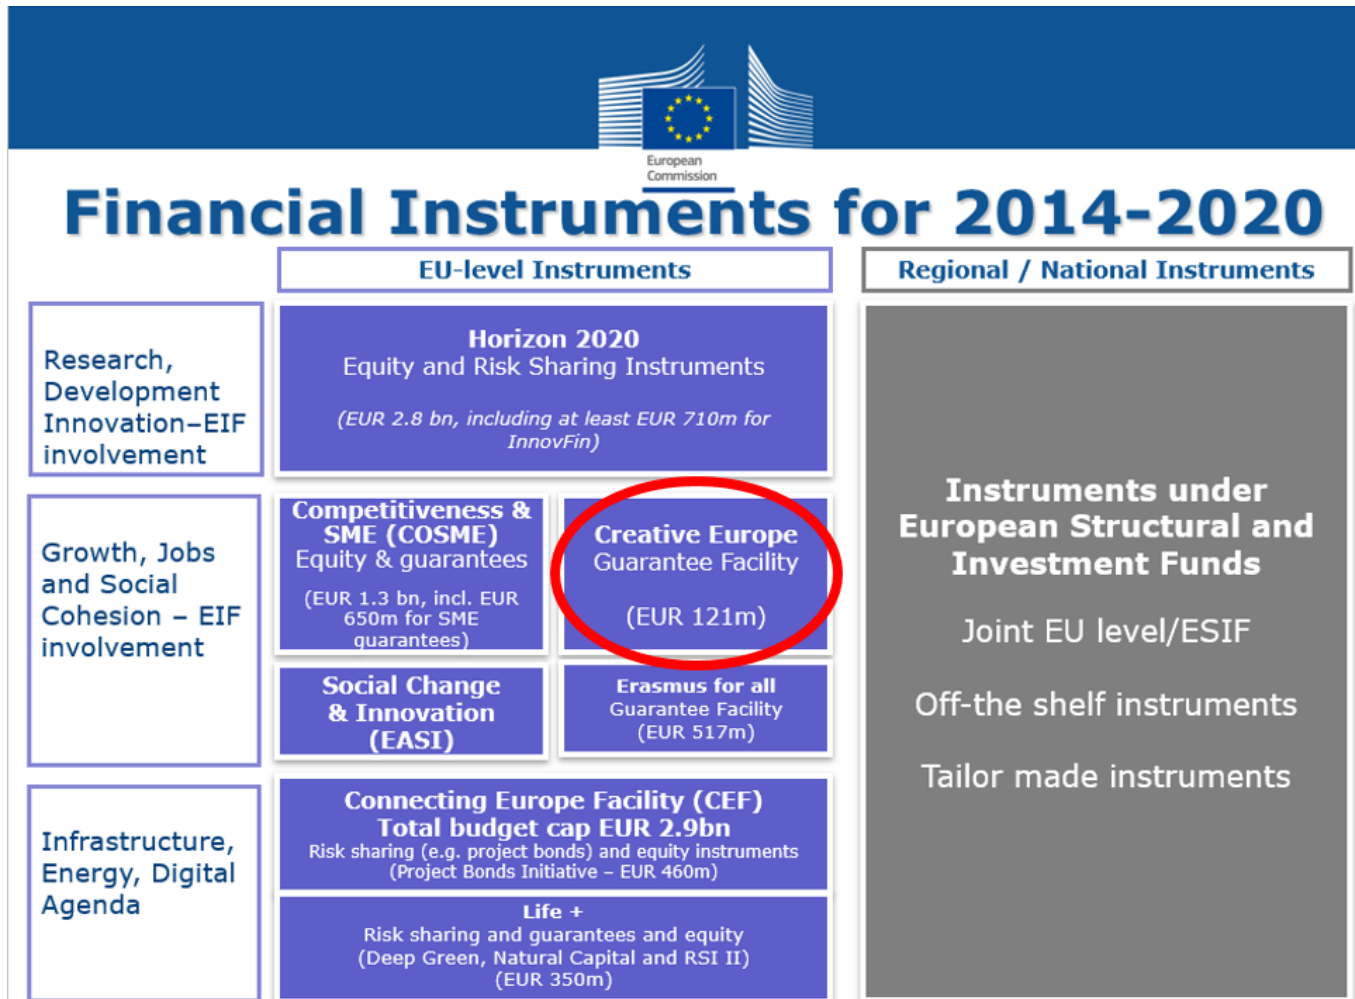 European
Commission
Financial Instruments for 2014-2020
EU-level Instruments
Regional / National Instruments
Research,
Development
Innovation–EIF
involvement
Horizon 2020
Equity and Risk Sharing Instruments
(EUR 2.8 bn, including at least EUR 710m for
InnovFin)
Growth, Jobs
and Social
Cohesion – EIF
involvement
Competitiveness &
SME (COSME)
Equity & guarantees
(EUR 1.3 bn, incl. EUR
650m for SME
guarantees)
Creative Europe
Guarantee Facility
(EUR 121m)
Social Change
& Innovation
(EASI)
Erasmus for all
Guarantee Facility
(EUR 517m)
Infrastructure,
Energy, Digital
Agenda
Connecting Europe Facility (CEF)
Total budget cap EUR 2.9bn
Risk sharing (e.g. project bonds) and equity instruments
(Project Bonds Initiative – EUR 460m)
Life +
Risk sharing and guarantees and equity
(Deep Green, Natural Capital and RSI II)
(EUR 350m)
Instruments under
European Structural and
Investment Funds
Joint EU level/ESIF
Off-the shelf instruments
Tailor made instruments